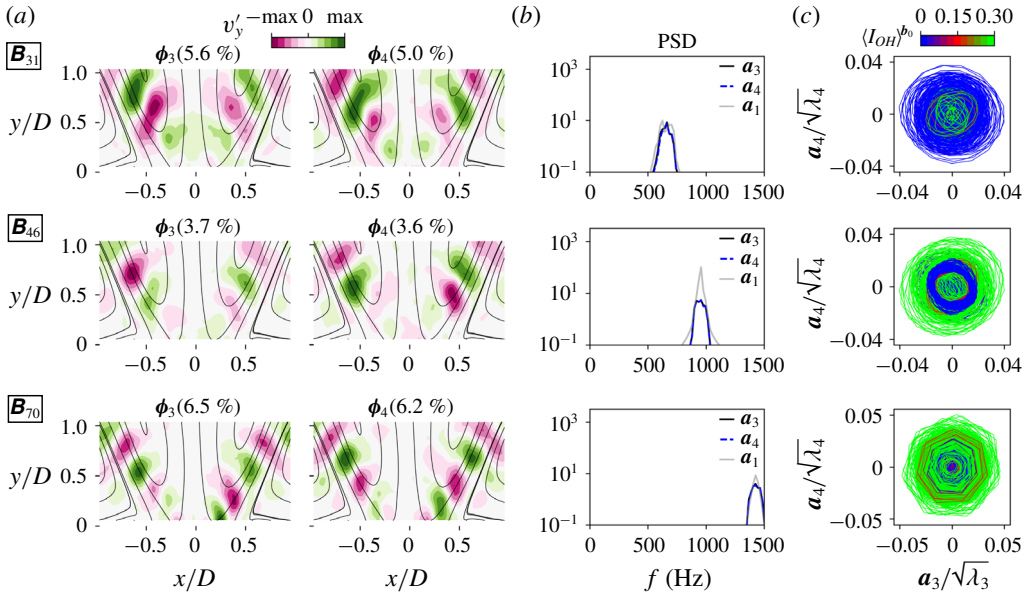 (a)
v′y −max 0 max
(b)
(c)
0 0.15 0.30
⟨I_OH⟩^b₀
B₃₁
ϕ₃(5.6 %)
ϕ₄(5.0 %)
PSD
1.0
y/D 0.5
0
−0.5 0 0.5
−0.5 0 0.5
10³
10¹
10⁻¹
0 500 1000 1500
a₃
a₄
a₁
a₄/√λ₄
0.04
0
−0.04
−0.04 0 0.04
B₄₆
ϕ₃(3.7 %)
ϕ₄(3.6 %)
1.0
y/D 0.5
0
−0.5 0 0.5
−0.5 0 0.5
10³
10¹
10⁻¹
0 500 1000 1500
a₃
a₄
a₁
a₄/√λ₄
0.04
0
−0.04
−0.04 0 0.04
B₇₀
ϕ₃(6.5 %)
ϕ₄(6.2 %)
1.0
y/D 0.5
0
−0.5 0 0.5
−0.5 0 0.5
x/D
x/D
10³
10¹
10⁻¹
0 500 1000 1500
f (Hz)
a₃
a₄
a₁
a₄/√λ₄
0.05
0
−0.05
−0.05 0 0.05
a₃/√λ₃